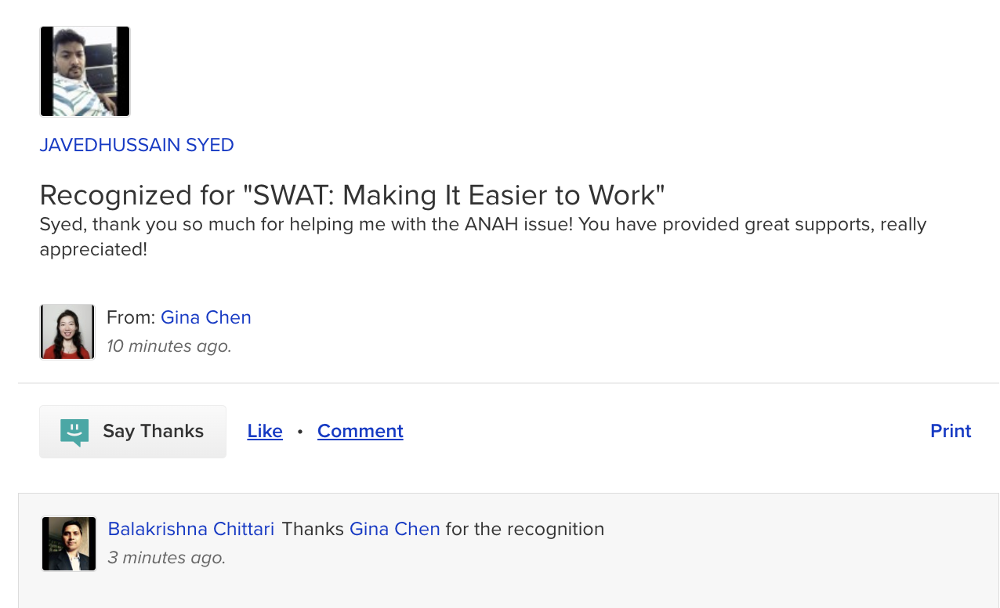 JAVEDHUSSAIN SYED
Recognized for "SWAT: Making It Easier to Work"
Syed, thank you so much for helping me with the ANAH issue! You have provided great supports, really
appreciated!
From: Gina Chen
10 minutes ago.
Say Thanks Like • Comment Print
Balakrishna Chittari Thanks Gina Chen for the recognition
3 minutes ago.